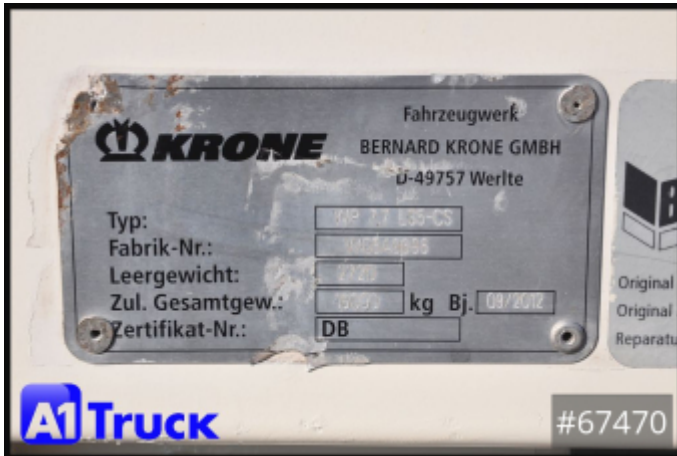 KRONE
Fahrzeugwerk
BERNARD KRONE GMBH
D-49757 Werlte
Typ:
Fabrik-Nr.:
Leergewicht:
Zul. Gesamtgew.: kg Bj. 09/2012
Zertifikat-Nr.: DB
Original
Original
A1 Truck
#67470